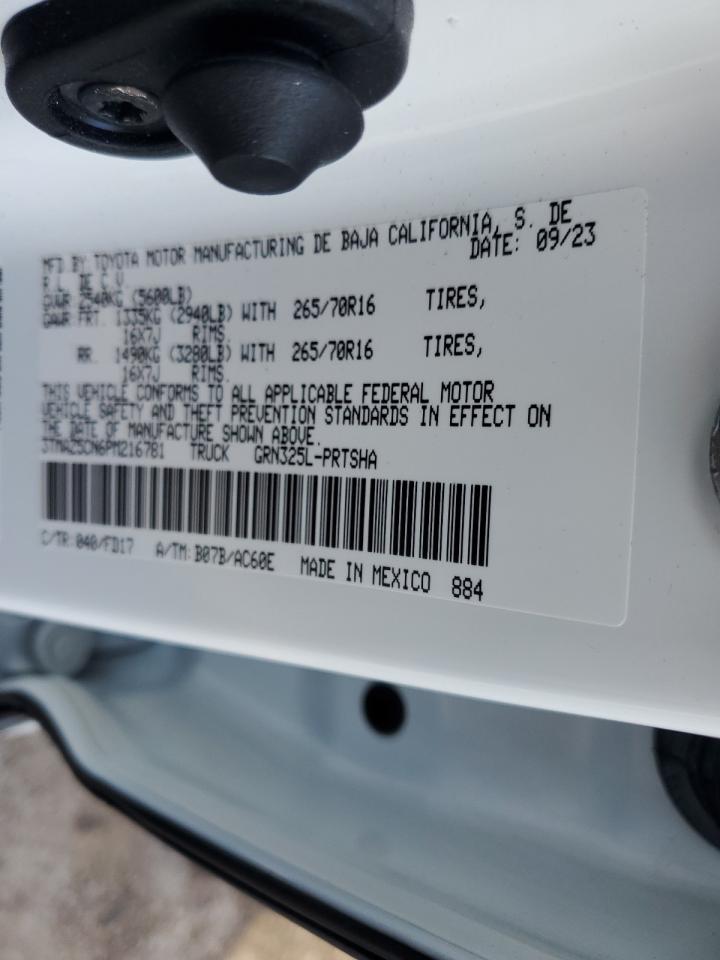 MFD. BY TOYOTA MOTOR MANUFACTURING DE BAJA CALIFORNIA, S. DE
R.L. DE C.V. DATE: 09/23
GVWR 2540KG (5600LB)
GAWR FRT. 1335KG (2940LB) WITH 265/70R16 TIRES,
16X7J RIMS.
RR. 1490KG (3280LB) WITH 265/70R16 TIRES,
16X7J RIMS.
THIS VEHICLE CONFORMS TO ALL APPLICABLE FEDERAL MOTOR
VEHICLE SAFETY AND THEFT PREVENTION STANDARDS IN EFFECT ON
THE DATE OF MANUFACTURE SHOWN ABOVE.
3TNAZ5CN6PM216781 TRUCK GRN325L-PRTSHA
C/TR: 040/FD17 A/TM: B07B/AC60E MADE IN MEXICO 884